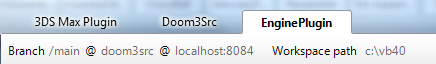 3DS Max Plugin Doom3Src EnginePlugin
Branch /main @ doom3src @ localhost:8084 Workspace path c:\vb40